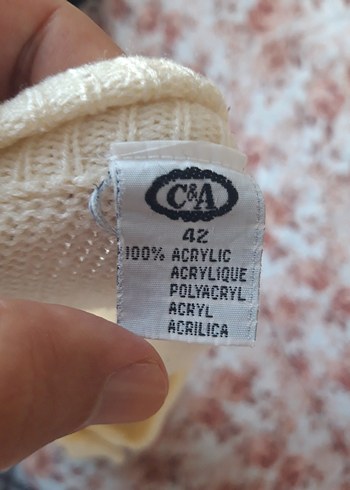 C&A
42
100% ACRYLIC
ACRYLIQUE
POLYACRYL
ACRYL
ACRILICA